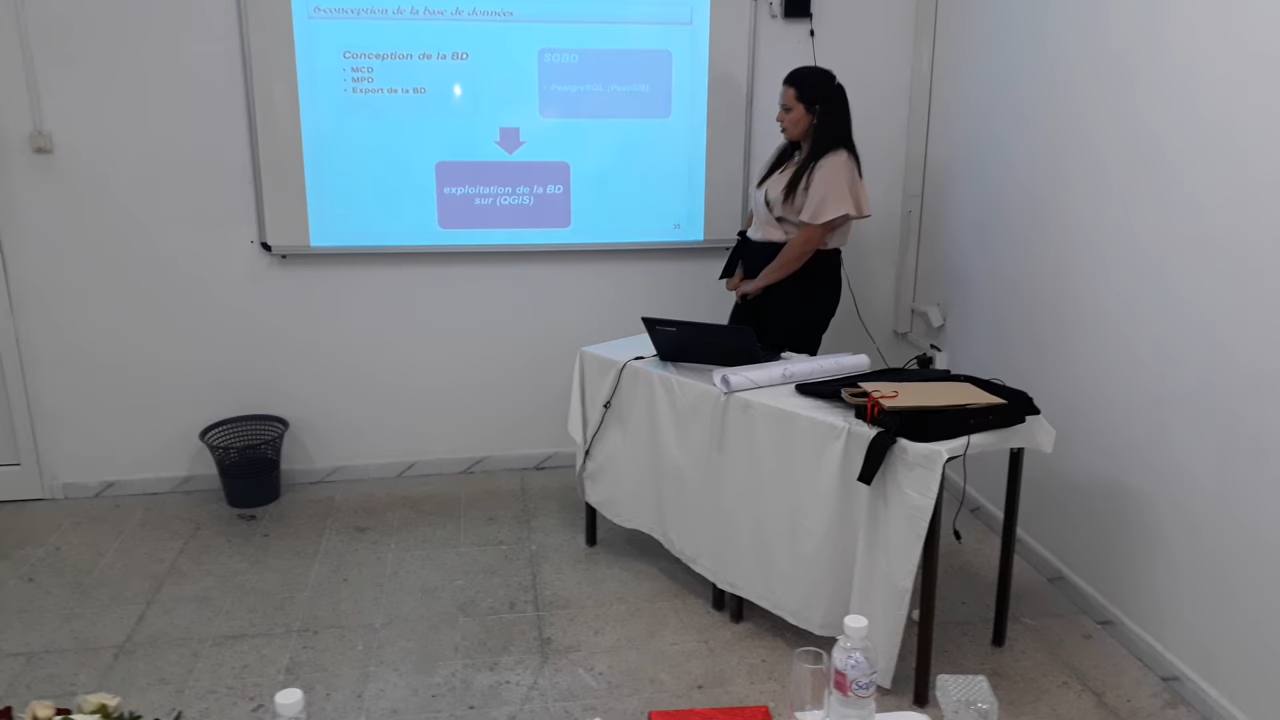 6-conception de la base de données
Conception de la BD
• MCD
• MPD
• Export de la BD
SGBD
• PostgreSQL (PostGIS)
exploitation de la BD
sur (QGIS)
35